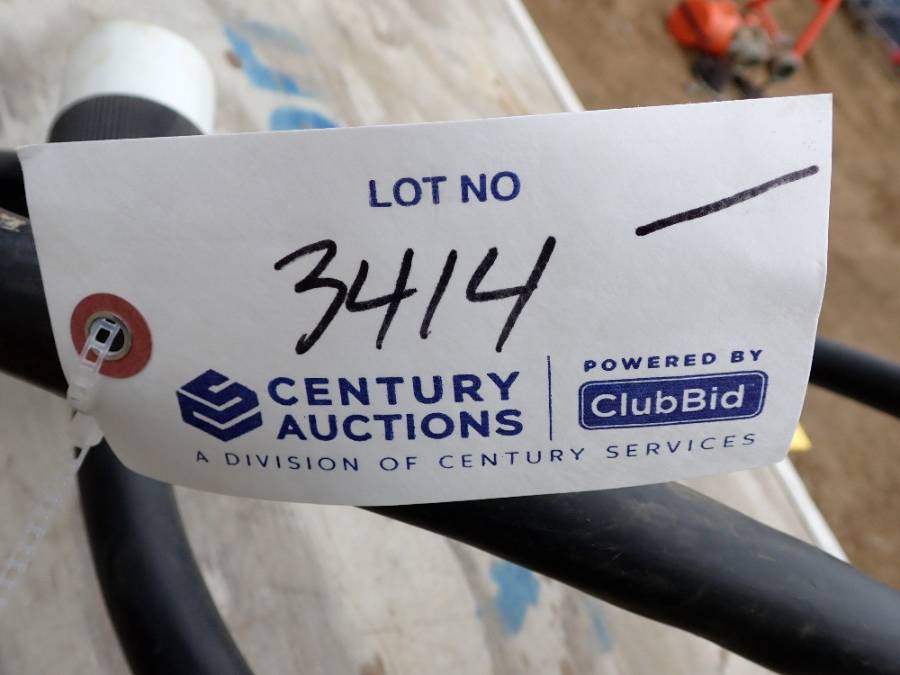 LOT NO
3414 —
CENTURY
AUCTIONS
A DIVISION OF CENTURY SERVICES
POWERED BY
ClubBid